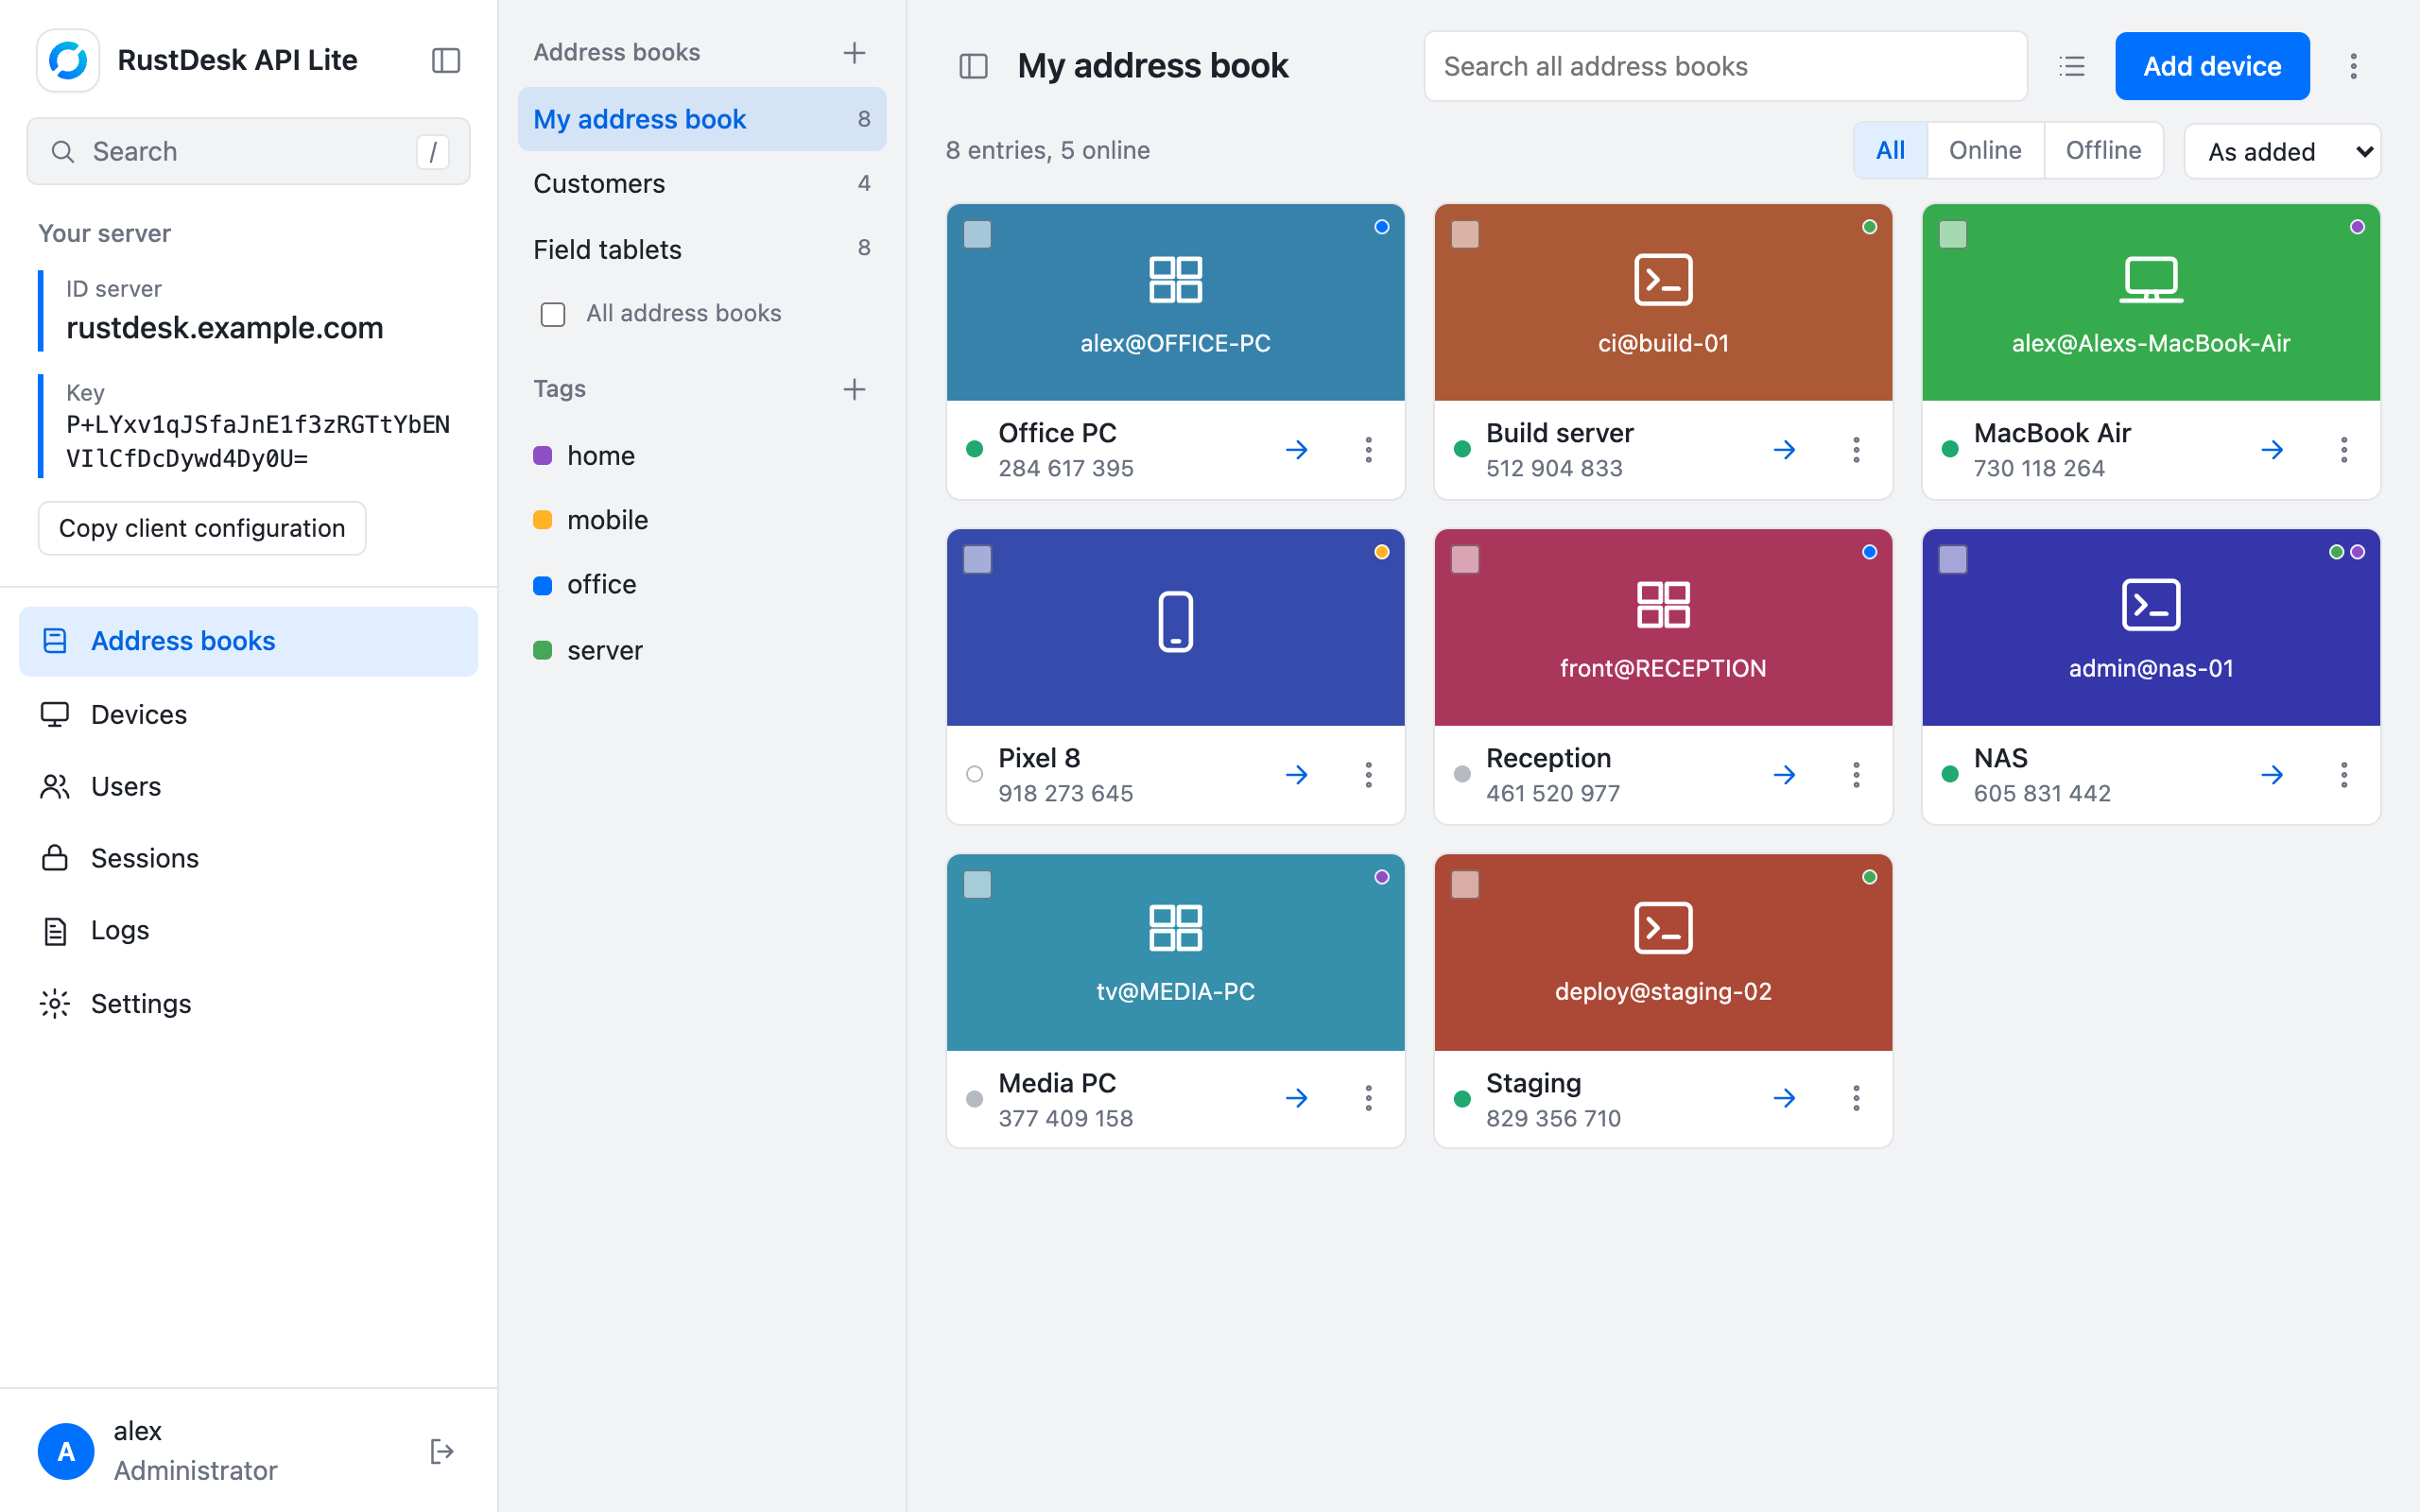 RustDesk API Lite
Search
/
Your server
ID server
rustdesk.example.com
Key
P+LYxv1qJSfaJnE1f3zRGTtYbEN
VIlCfDcDywd4Dy0U=
Copy client configuration
Address books
Devices
Users
Sessions
Logs
Settings
A
alex
Administrator
Address books
My address book 8
Customers 4
Field tablets 8
All address books
Tags
home
mobile
office
server
My address book
Search all address books
Add device
8 entries, 5 online
All Online Offline
As added
alex@OFFICE-PC
Office PC
284 617 395
ci@build-01
Build server
512 904 833
alex@Alexs-MacBook-Air
MacBook Air
730 118 264
Pixel 8
918 273 645
front@RECEPTION
Reception
461 520 977
admin@nas-01
NAS
605 831 442
tv@MEDIA-PC
Media PC
377 409 158
deploy@staging-02
Staging
829 356 710